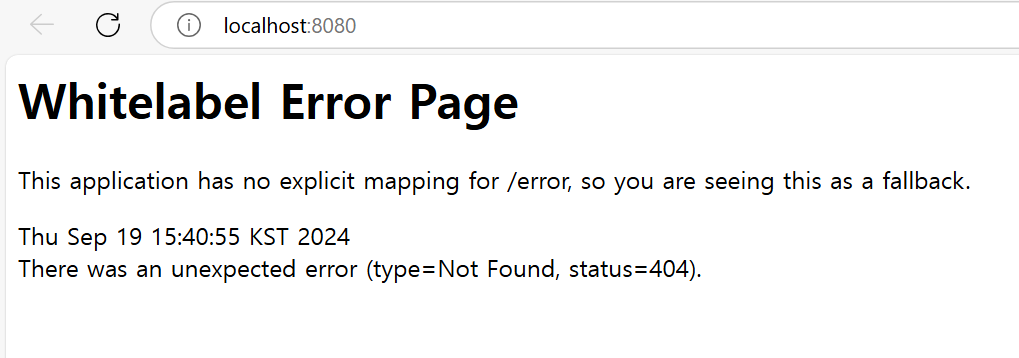 localhost:8080
Whitelabel Error Page
This application has no explicit mapping for /error, so you are seeing this as a fallback.
Thu Sep 19 15:40:55 KST 2024
There was an unexpected error (type=Not Found, status=404).